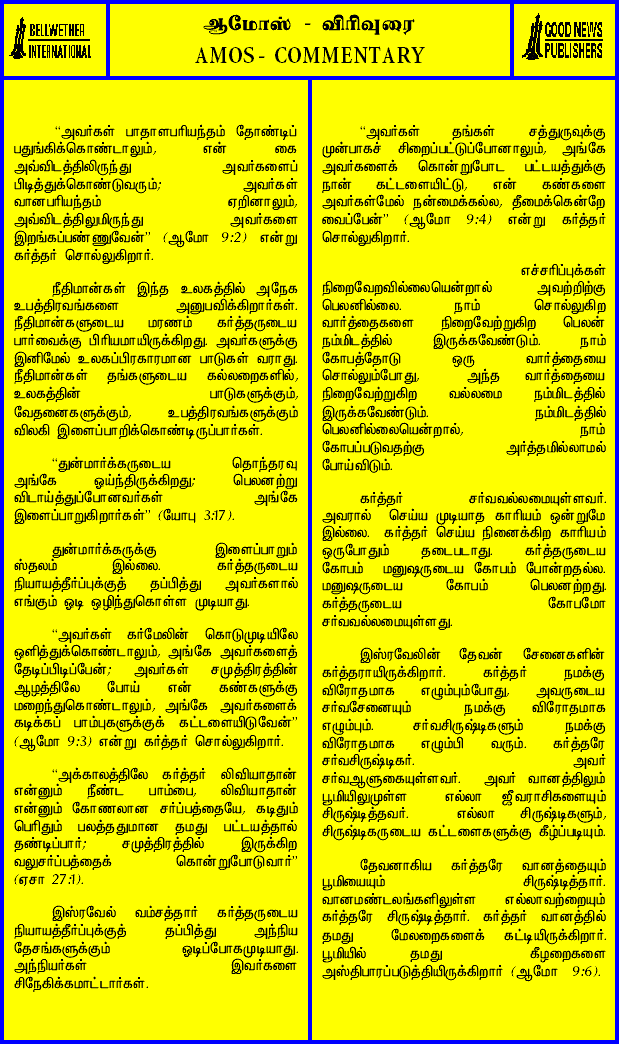 BELLWETHER
INTERNATIONAL
ஆமோஸ் - விரிவுரை
AMOS - COMMENTARY
GOOD NEWS
PUBLISHERS
"அவர்கள் பாதாளபரியந்தம் தோண்டிப்
பதுங்கிக்கொண்டாலும், என் கை
அவ்விடத்திலிருந்து அவர்களைப்
பிடித்துக்கொண்டுவரும்; அவர்கள்
வானபரியந்தம் ஏறினாலும்,
அவ்விடத்திலுமிருந்து அவர்களை
இறங்கப்பண்ணுவேன்" (ஆமோ 9:2) என்று
கர்த்தர் சொல்லுகிறார்.
நீதிமான்கள் இந்த உலகத்தில் அநேக
உபத்திரவங்களை அனுபவிக்கிறார்கள்.
நீதிமான்களுடைய மரணம் கர்த்தருடைய
பார்வைக்கு பிரியமாயிருக்கிறது. அவர்களுக்கு
இனிமேல் உலகப்பிரகாரமான பாடுகள் வராது.
நீதிமான்கள் தங்களுடைய கல்லறைகளில்,
உலகத்தின் பாடுகளுக்கும்,
வேதனைகளுக்கும், உபத்திரவங்களுக்கும்
விலகி இளைப்பாறிக்கொண்டிருப்பார்கள்.
"துன்மார்க்கருடைய தொந்தரவு
அங்கே ஓய்ந்திருக்கிறது; பெலனற்று
விடாய்த்துப்போனவர்கள் அங்கே
இளைப்பாறுகிறார்கள்" (யோபு 3:17).
துன்மார்க்கருக்கு இளைப்பாறும்
ஸ்தலம் இல்லை. கர்த்தருடைய
நியாயத்தீர்ப்புக்குத் தப்பித்து அவர்களால்
எங்கும் ஓடி ஒழிந்துகொள்ள முடியாது.
"அவர்கள் கர்மேலின் கொடுமுடியிலே
ஒளித்துக்கொண்டாலும், அங்கே அவர்களைத்
தேடிப்பிடிப்பேன்; அவர்கள் சமுத்திரத்தின்
ஆழத்திலே போய் என் கண்களுக்கு
மறைந்துகொண்டாலும், அங்கே அவர்களைக்
கடிக்கப் பாம்புகளுக்குக் கட்டளையிடுவேன்"
(ஆமோ 9:3) என்று கர்த்தர் சொல்லுகிறார்.
"அக்காலத்திலே கர்த்தர் லிவியாதான்
என்னும் நீண்ட பாம்பை, லிவியாதான்
என்னும் கோணலான சர்ப்பத்தையே, கடிதும்
பெரிதும் பலத்ததுமான தமது பட்டயத்தால்
தண்டிப்பார்; சமுத்திரத்தில் இருக்கிற
வலுசர்ப்பத்தைக் கொன்றுபோடுவார்"
(ஏசா 27:1).
இஸ்ரவேல் வம்சத்தார் கர்த்தருடைய
நியாயத்தீர்ப்புக்குத் தப்பித்து அந்நிய
தேசங்களுக்கும் ஓடிப்போகமுடியாது.
அந்நியர்கள் இவர்களை
சிநேகிக்கமாட்டார்கள்.
"அவர்கள் தங்கள் சத்துருவுக்கு
முன்பாகச் சிறைப்பட்டுப்போனாலும், அங்கே
அவர்களைக் கொன்றுபோட பட்டயத்துக்கு
நான் கட்டளையிட்டு, என் கண்களை
அவர்கள்மேல் நன்மைக்கல்ல, தீமைக்கென்றே
வைப்பேன்" (ஆமோ 9:4) என்று கர்த்தர்
சொல்லுகிறார்.
எச்சரிப்புக்கள்
நிறைவேறவில்லையென்றால் அவற்றிற்கு
பெலனில்லை. நாம் சொல்லுகிற
வார்த்தைகளை நிறைவேற்றுகிற பெலன்
நம்மிடத்தில் இருக்கவேண்டும். நாம்
கோபத்தோடு ஒரு வார்த்தையை
சொல்லும்போது, அந்த வார்த்தையை
நிறைவேற்றுகிற வல்லமை நம்மிடத்தில்
இருக்கவேண்டும். நம்மிடத்தில்
பெலனில்லையென்றால், நாம்
கோபப்படுவதற்கு அர்த்தமில்லாமல்
போய்விடும்.
கர்த்தர் சர்வவல்லமையுள்ளவர்.
அவரால் செய்ய முடியாத காரியம் ஒன்றுமே
இல்லை. கர்த்தர் செய்ய நினைக்கிற காரியம்
ஒருபோதும் தடைபடாது. கர்த்தருடைய
கோபம் மனுஷருடைய கோபம் போன்றதல்ல.
மனுஷருடைய கோபம் பெலனற்றது.
கர்த்தருடைய கோபமோ
சர்வவல்லமையுள்ளது.
இஸ்ரவேலின் தேவன் சேனைகளின்
கர்த்தராயிருக்கிறார். கர்த்தர் நமக்கு
விரோதமாக எழும்பும்போது, அவருடைய
சர்வசேனையும் நமக்கு விரோதமாக
எழும்பும். சர்வசிருஷ்டிகளும் நமக்கு
விரோதமாக எழும்பி வரும். கர்த்தரே
சர்வசிருஷ்டிகர். அவர்
சர்வஆளுகையுள்ளவர். அவர் வானத்திலும்
பூமியிலுமுள்ள எல்லா ஜீவராசிகளையும்
சிருஷ்டித்தவர். எல்லா சிருஷ்டிகளும்,
சிருஷ்டிகருடைய கட்டளைகளுக்கு கீழ்ப்படியும்.
தேவனாகிய கர்த்தரே வானத்தையும்
பூமியையும் சிருஷ்டித்தார்.
வானமண்டலங்களிலுள்ள எல்லாவற்றையும்
கர்த்தரே சிருஷ்டித்தார். கர்த்தர் வானத்தில்
தமது மேலறைகளைக் கட்டியிருக்கிறார்.
பூமியில் தமது கீழறைகளை
அஸ்திபாரப்படுத்தியிருக்கிறார் (ஆமோ 9:6).